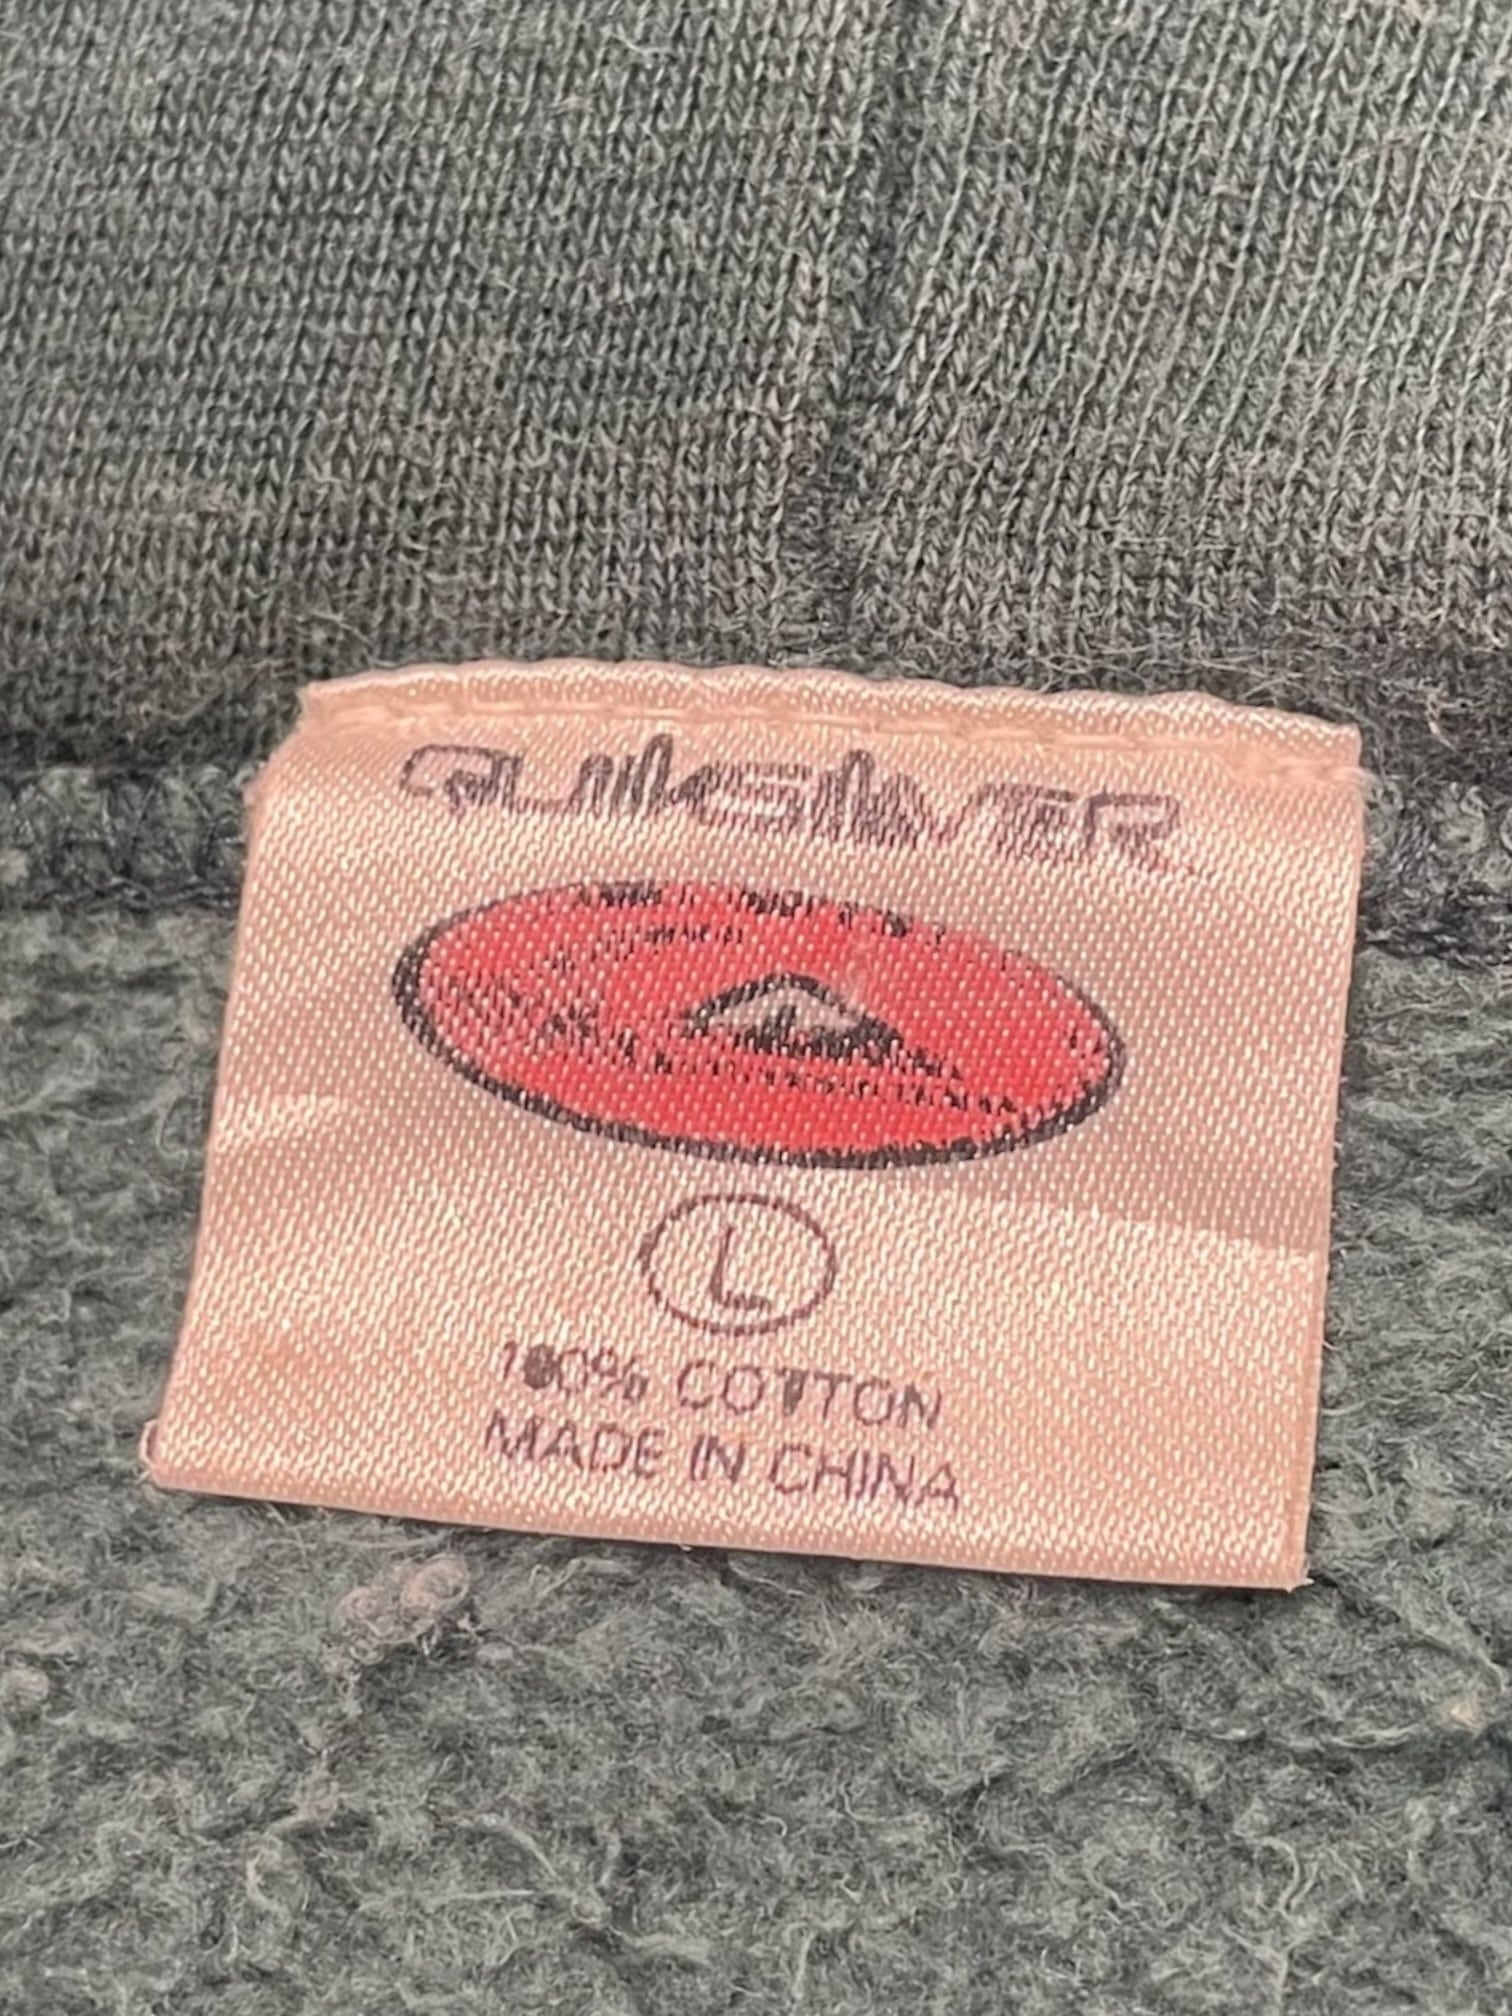 QUIKSILVER
L
100% COTTON
MADE IN CHINA